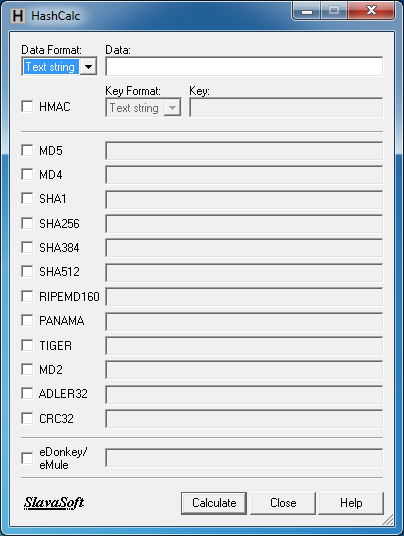 H HashCalc
Data Format: Data:
Text string
HMAC
Key Format: Key:
Text string
MD5
MD4
SHA1
SHA256
SHA384
SHA512
RIPEMD160
PANAMA
TIGER
MD2
ADLER32
CRC32
eDonkey/
eMule
SlavaSoft Calculate Close Help